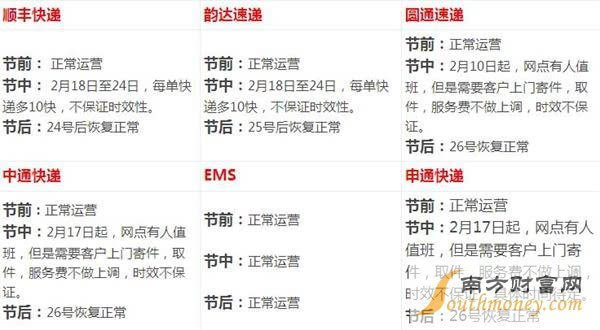 顺丰快递
节前： 正常运营
节中： 2月18日至24日，每单快
递多10快，不保证时效性。
节后：24号后恢复正常
韵达速递
节前：正常运营
节中：2月18日至24日，每单快
递多10快，不保证时效性。
节后：25号后恢复正常
圆通速递
节前：正常运营
节中：2月10日起，网点有人值
班，但是需要客户上门寄件，取
件，服务费不做上调，时效不保
证。
节后：26号恢复正常
中通快递
节前：正常运营
节中：2月17日起，网点有人值
班，但是需要客户上门寄件，取
件，服务费不做上调，时效不保
证。
节后：26号恢复正常
EMS
节前：正常运营
节中：正常运营
节后：正常运营
申通快递
节前：正常运营
节中：2月17日起，网点有人
值班，但是需要客户上门寄
件，取件，服务费不做上调，时
效不保证，具体时间待定。
节后：26号恢复正常
南方财富网
Southmoney.com